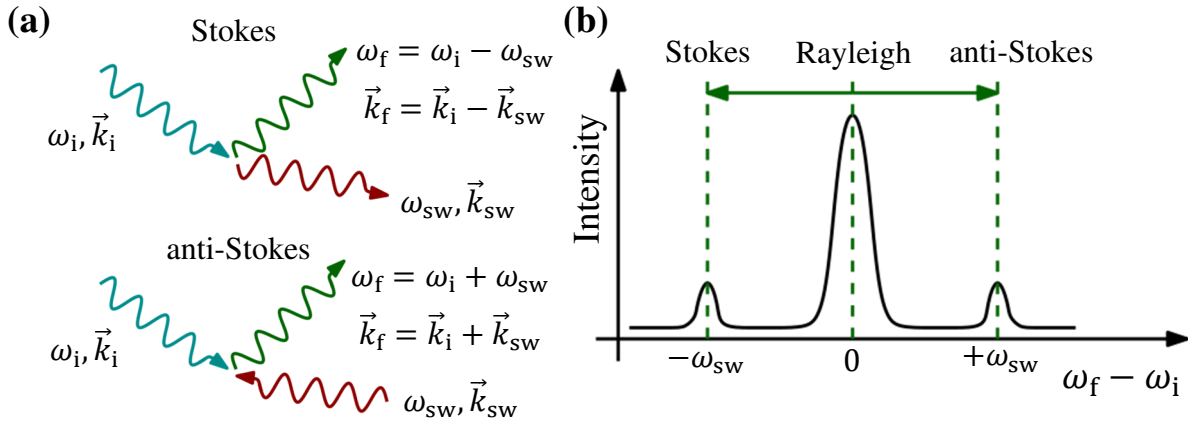 (a)
Stokes
ω_f = ω_i − ω_sw
k⃗_f = k⃗_i − k⃗_sw
ω_i, k⃗_i
ω_sw, k⃗_sw
anti-Stokes
ω_f = ω_i + ω_sw
k⃗_f = k⃗_i + k⃗_sw
ω_i, k⃗_i
ω_sw, k⃗_sw
(b)
Stokes Rayleigh anti-Stokes
Intensity
−ω_sw 0 +ω_sw
ω_f − ω_i